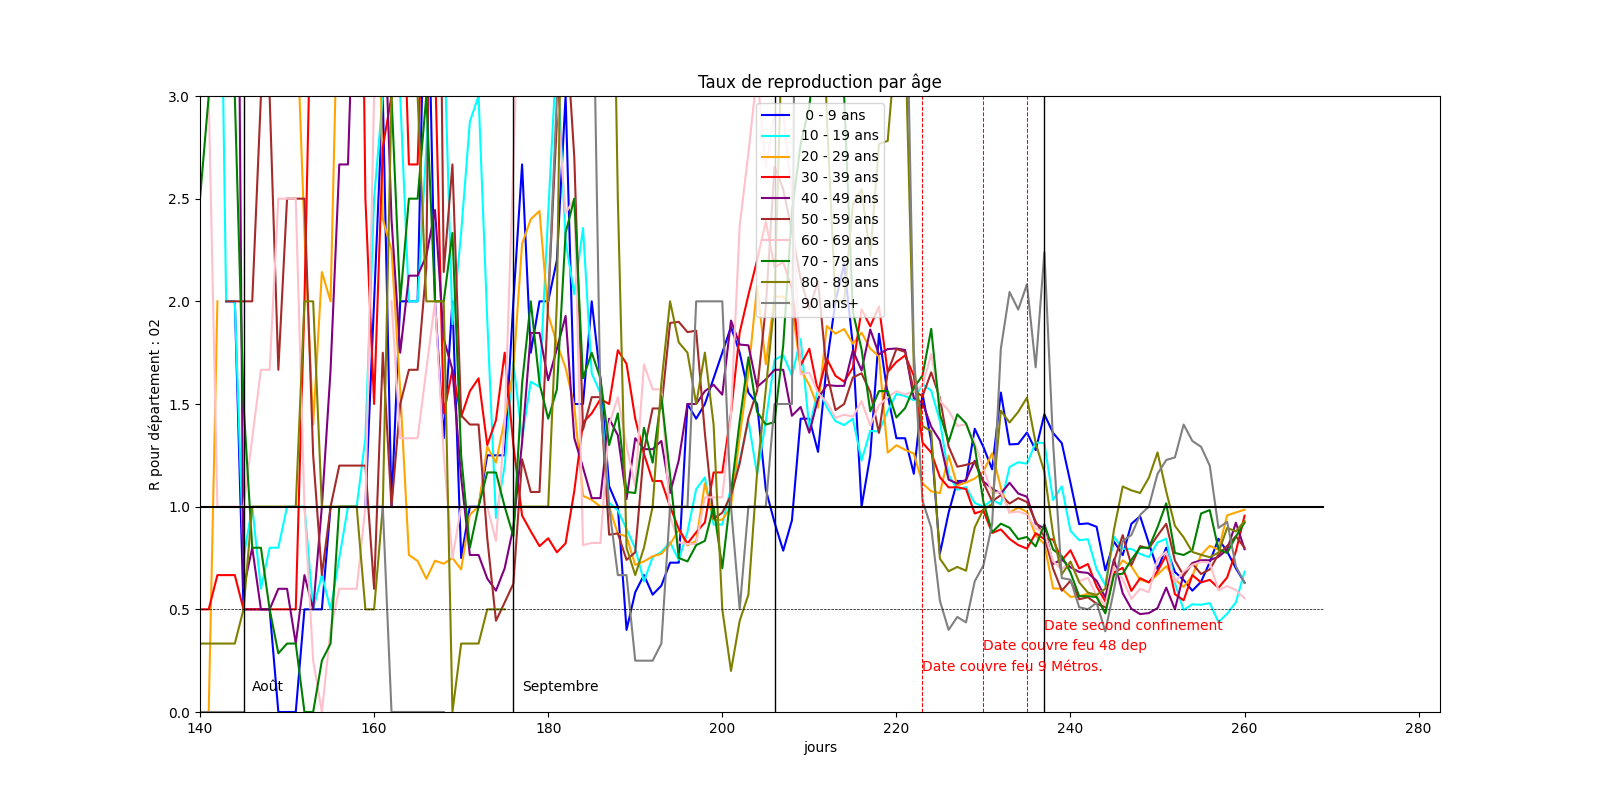 Taux de reproduction par âge
R pour département : 02
3.0
2.5
2.0
1.5
1.0
0.5
0.0
0 - 9 ans
10 - 19 ans
20 - 29 ans
30 - 39 ans
40 - 49 ans
50 - 59 ans
60 - 69 ans
70 - 79 ans
80 - 89 ans
90 ans+
Date second confinement
Date couvre feu 48 dep
Date couvre feu 9 Métros.
Août
Septembre
140
160
180
200
220
240
260
280
jours